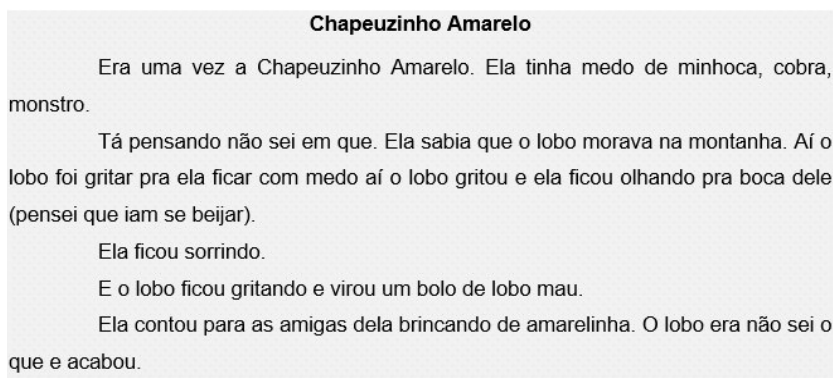 Chapeuzinho Amarelo
Era uma vez a Chapeuzinho Amarelo. Ela tinha medo de minhoca, cobra,
monstro.
Tá pensando não sei em que. Ela sabia que o lobo morava na montanha. Aí o
lobo foi gritar pra ela ficar com medo aí o lobo gritou e ela ficou olhando pra boca dele
(pensei que iam se beijar).
Ela ficou sorrindo.
E o lobo ficou gritando e virou um bolo de lobo mau.
Ela contou para as amigas dela brincando de amarelinha. O lobo era não sei o
que e acabou.